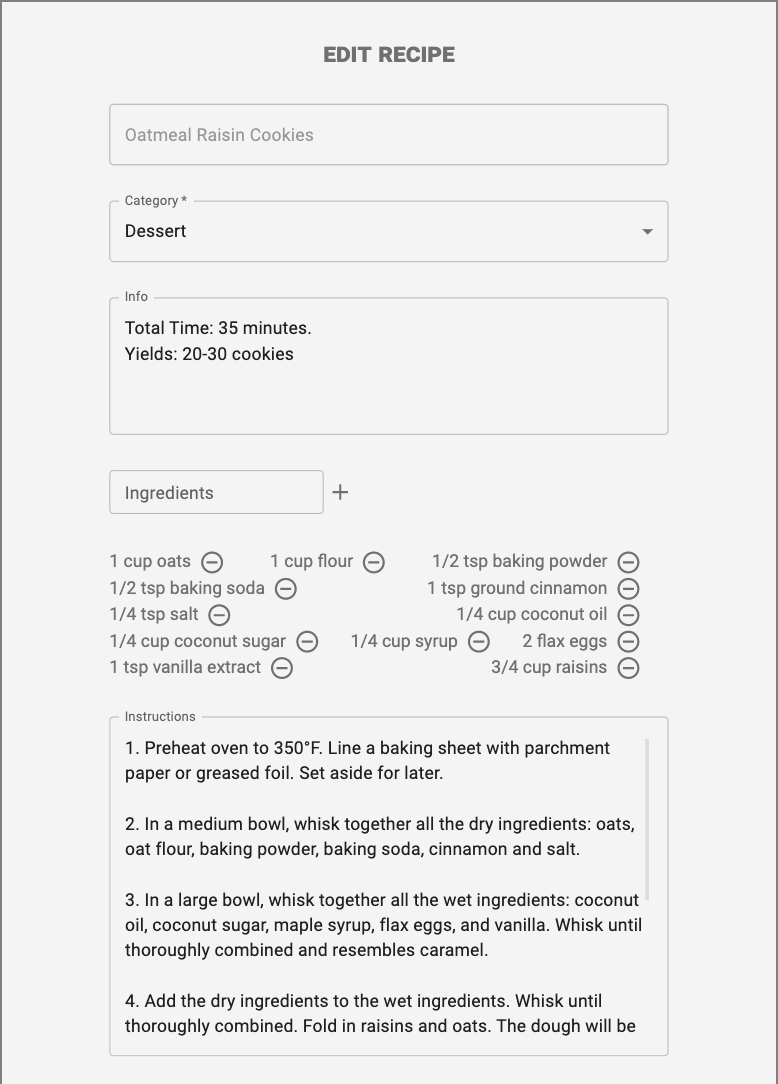 EDIT RECIPE
Oatmeal Raisin Cookies
Category *
Dessert
Info
Total Time: 35 minutes.
Yields: 20-30 cookies
Ingredients
1 cup oats 1 cup flour 1/2 tsp baking powder
1/2 tsp baking soda 1 tsp ground cinnamon
1/4 tsp salt 1/4 cup coconut oil
1/4 cup coconut sugar 1/4 cup syrup 2 flax eggs
1 tsp vanilla extract 3/4 cup raisins
Instructions
1. Preheat oven to 350°F. Line a baking sheet with parchment
paper or greased foil. Set aside for later.
2. In a medium bowl, whisk together all the dry ingredients: oats,
oat flour, baking powder, baking soda, cinnamon and salt.
3. In a large bowl, whisk together all the wet ingredients: coconut
oil, coconut sugar, maple syrup, flax eggs, and vanilla. Whisk until
thoroughly combined and resembles caramel.
4. Add the dry ingredients to the wet ingredients. Whisk until
thoroughly combined. Fold in raisins and oats. The dough will be